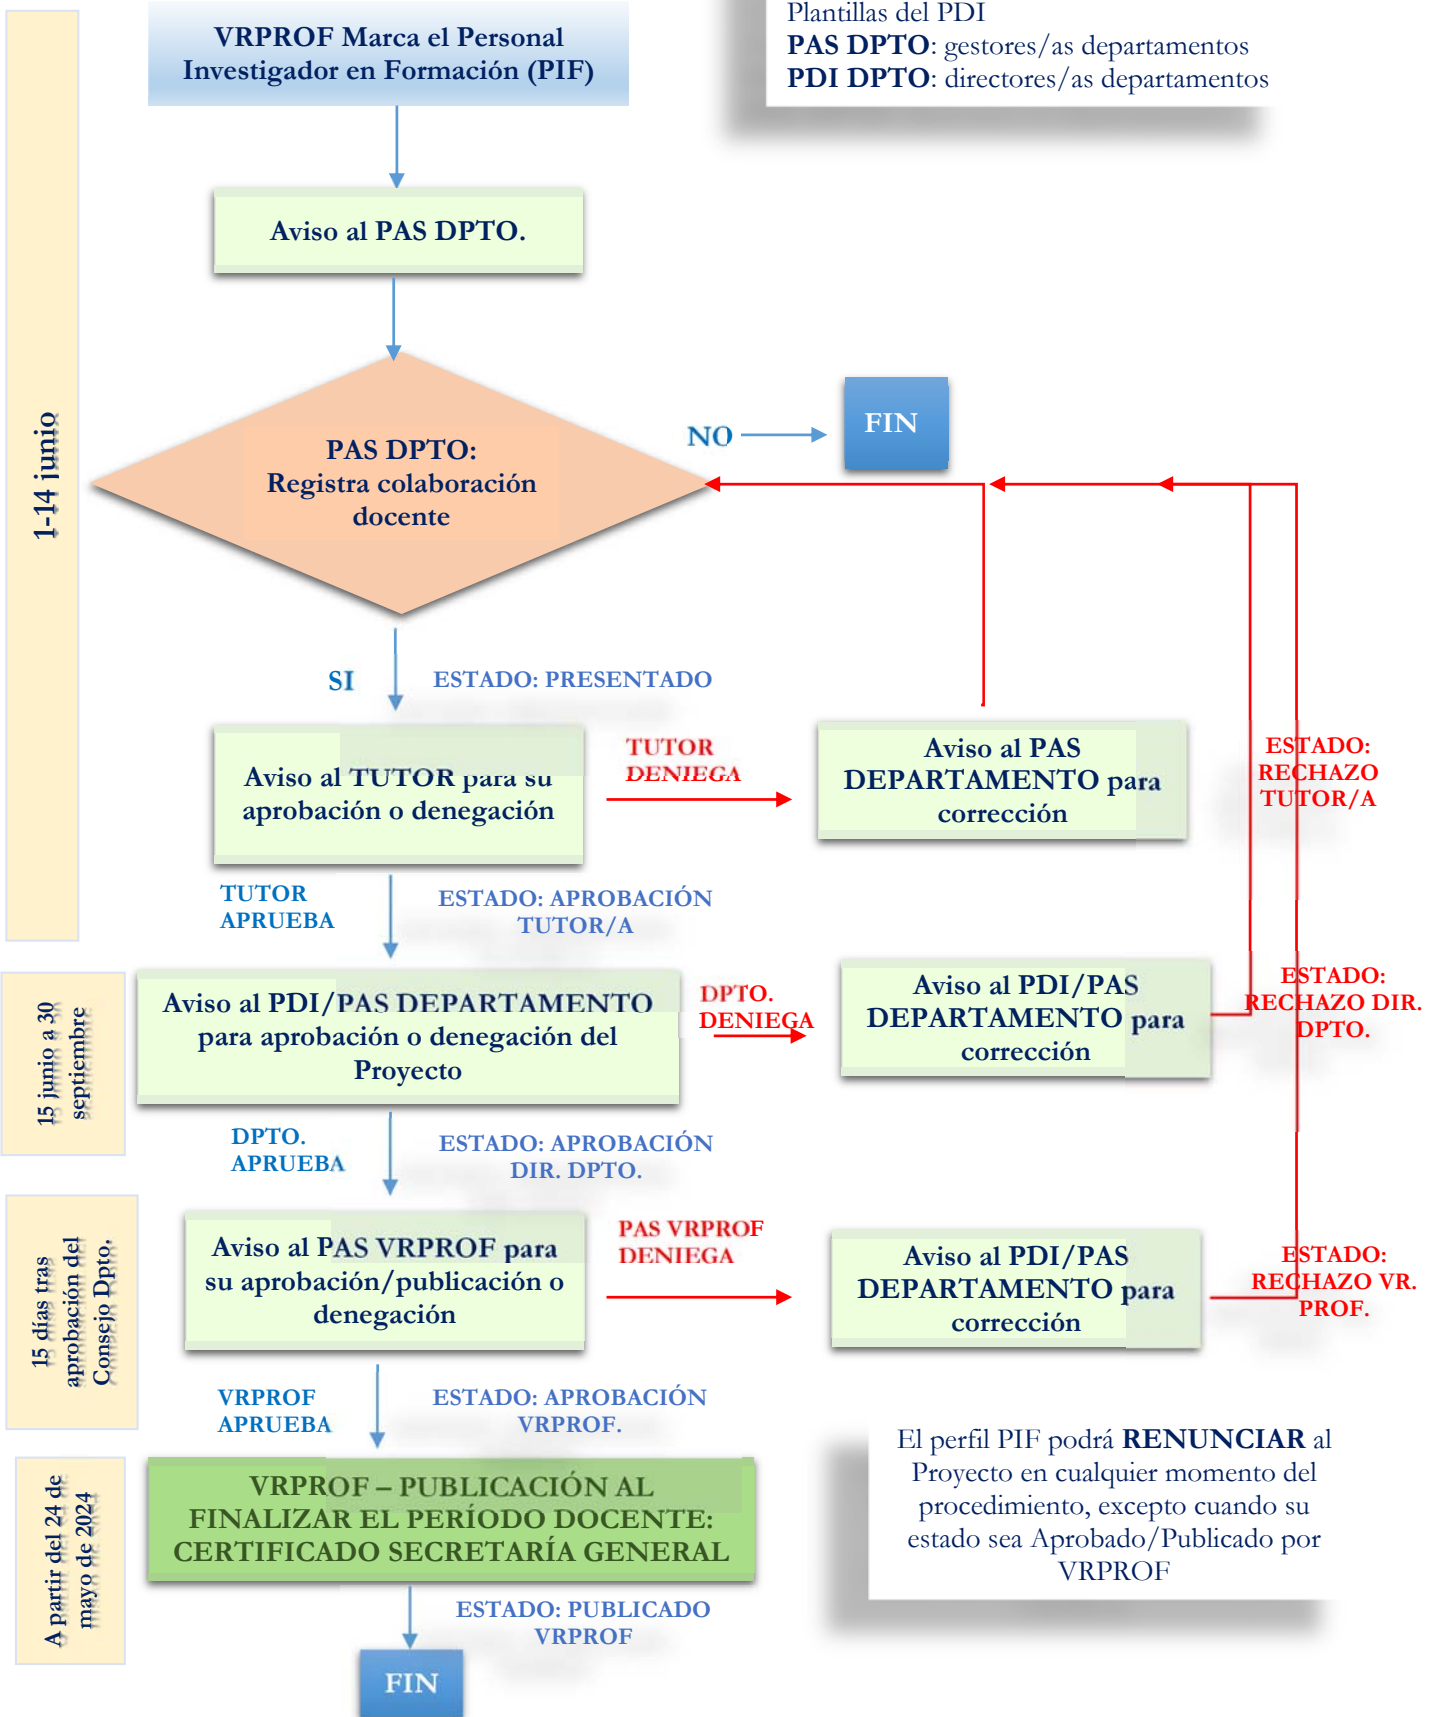 Plantillas del PDI
PAS DPTO: gestores/as departamentos
PDI DPTO: directores/as departamentos
VRPROF Marca el Personal
Investigador en Formación (PIF)
Aviso al PAS DPTO.
1-14 junio
PAS DPTO:
Registra colaboración
docente
NO
FIN
SI
ESTADO: PRESENTADO
Aviso al TUTOR para su
aprobación o denegación
TUTOR
DENIEGA
Aviso al PAS
DEPARTAMENTO para
corrección
ESTADO:
RECHAZO
TUTOR/A
TUTOR
APRUEBA
ESTADO: APROBACIÓN
TUTOR/A
15 junio a 30
septiembre
Aviso al PDI/PAS DEPARTAMENTO
para aprobación o denegación del
Proyecto
DPTO.
DENIEGA
Aviso al PDI/PAS
DEPARTAMENTO para
corrección
ESTADO:
RECHAZO DIR.
DPTO.
DPTO.
APRUEBA
ESTADO: APROBACIÓN
DIR. DPTO.
15 días tras
aprobación del
Consejo Dpto.
Aviso al PAS VRPROF para
su aprobación/publicación o
denegación
PAS VRPROF
DENIEGA
Aviso al PDI/PAS
DEPARTAMENTO para
corrección
ESTADO:
RECHAZO VR.
PROF.
VRPROF
APRUEBA
ESTADO: APROBACIÓN
VRPROF.
A partir del 24 de
mayo de 2024
VRPROF – PUBLICACIÓN AL
FINALIZAR EL PERÍODO DOCENTE:
CERTIFICADO SECRETARÍA GENERAL
El perfil PIF podrá RENUNCIAR al
Proyecto en cualquier momento del
procedimiento, excepto cuando su
estado sea Aprobado/Publicado por
VRPROF
ESTADO: PUBLICADO
VRPROF
FIN